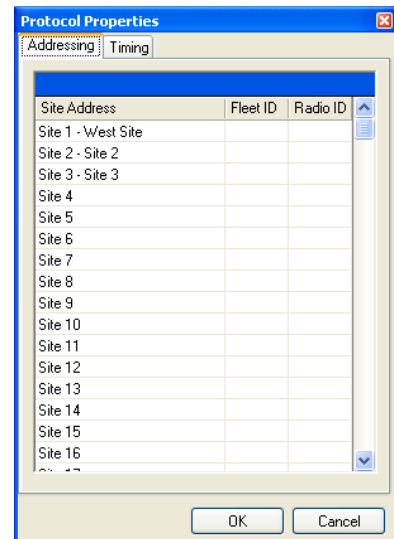 Protocol Properties
Addressing Timing
Site Address Fleet ID Radio ID
Site 1 - West Site
Site 2 - Site 2
Site 3 - Site 3
Site 4
Site 5
Site 6
Site 7
Site 8
Site 9
Site 10
Site 11
Site 12
Site 13
Site 14
Site 15
Site 16
OK Cancel